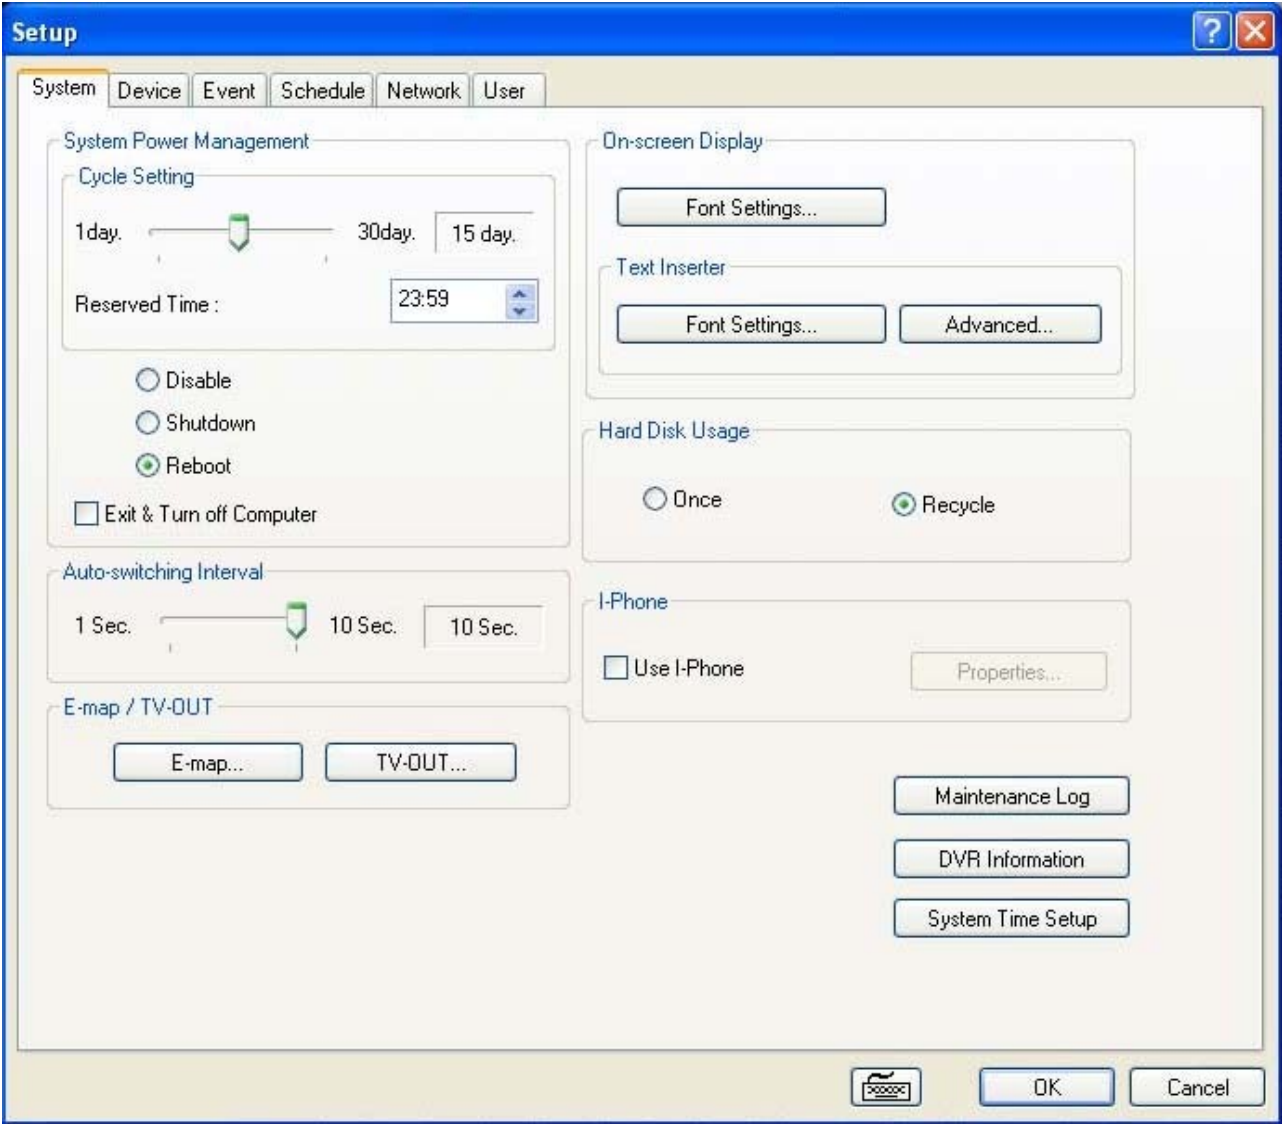 Setup
System Device Event Schedule Network User
System Power Management
Cycle Setting
1day. 30day. 15 day.
Reserved Time : 23:59
Disable
Shutdown
Reboot
Exit & Turn off Computer
Auto-switching Interval
1 Sec. 10 Sec. 10 Sec.
E-map / TV-OUT
E-map... TV-OUT...
On-screen Display
Font Settings...
Text Inserter
Font Settings... Advanced...
Hard Disk Usage
Once Recycle
I-Phone
Use I-Phone Properties...
Maintenance Log
DVR Information
System Time Setup
OK Cancel